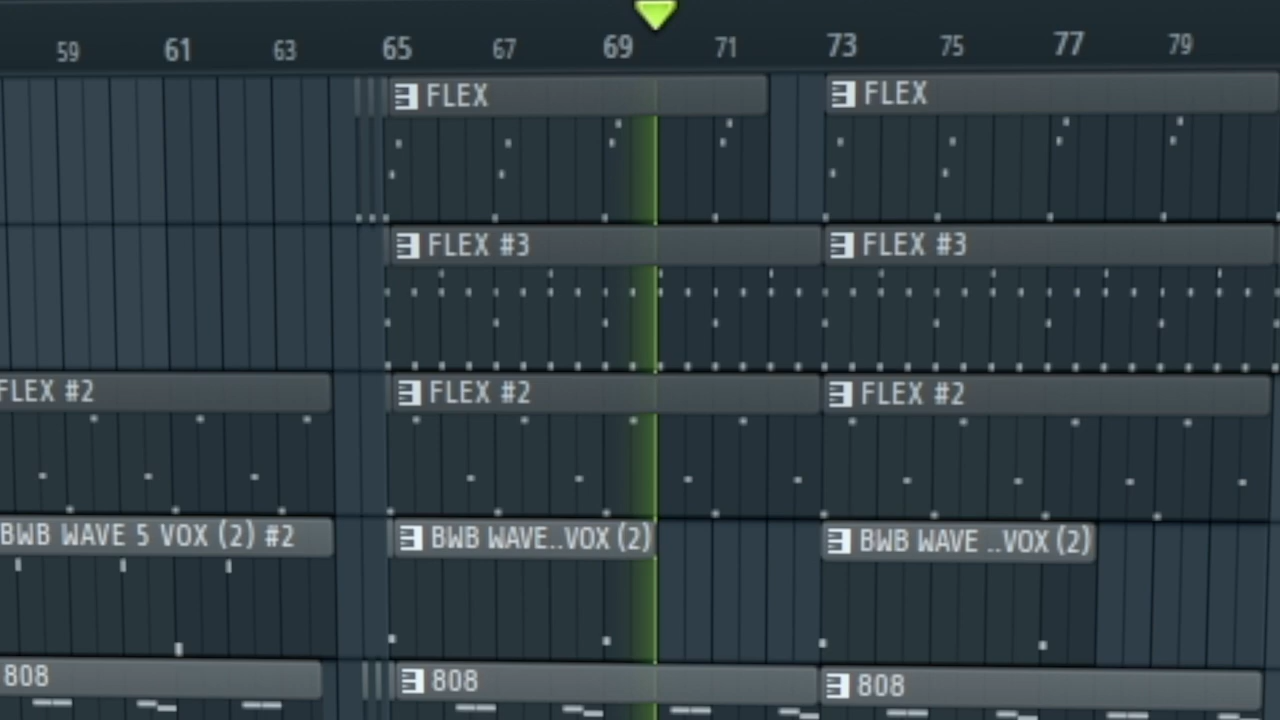 59 61 63 65 67 69 71 73 75 77 79
FLEX FLEX
FLEX #3 FLEX #3
FLEX #2 FLEX #2 FLEX #2
BWB WAVE 5 VOX (2) #2 BWB WAVE..VOX (2) BWB WAVE ..VOX (2)
808 808 808